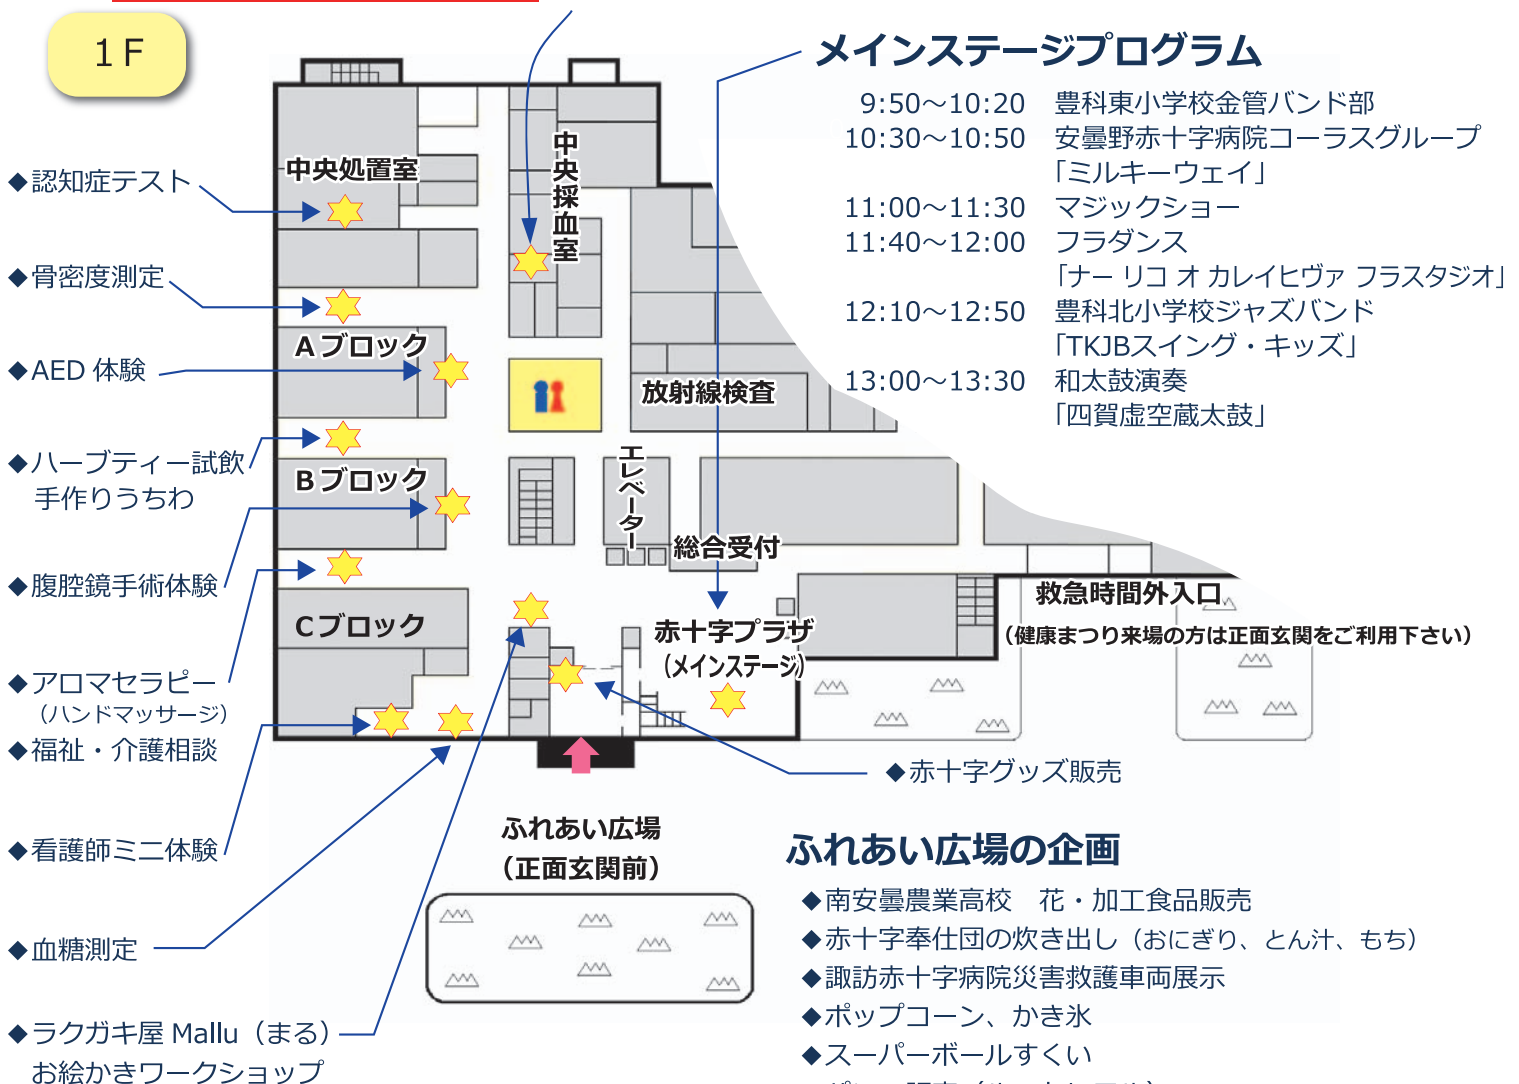 1F
メインステージプログラム
9:50～10:20 豊科東小学校金管バンド部
10:30～10:50 安曇野赤十字病院コーラスグループ
「ミルキーウェイ」
11:00～11:30 マジックショー
11:40～12:00 フラダンス
「ナー リコ オ カレイヒヴァ フラスタジオ」
12:10～12:50 豊科北小学校ジャズバンド
「TKJBスイング・キッズ」
13:00～13:30 和太鼓演奏
「四賀虚空蔵太鼓」
◆認知症テスト
◆骨密度測定
◆AED 体験
◆ハーブティー試飲
手作りうちわ
◆腹腔鏡手術体験
◆アロマセラピー
（ハンドマッサージ）
◆福祉・介護相談
◆看護師ミニ体験
◆血糖測定
◆ラクガキ屋 Mallu（まる）
お絵かきワークショップ
中央処置室
中央採血室
Aブロック
放射線検査
Bブロック
エレベーター
総合受付
Cブロック
赤十字プラザ
（メインステージ）
救急時間外入口
（健康まつり来場の方は正面玄関をご利用下さい）
◆赤十字グッズ販売
ふれあい広場
（正面玄関前）
ふれあい広場の企画
◆南安曇農業高校　花・加工食品販売
◆赤十字奉仕団の炊き出し（おにぎり、とん汁、もち）
◆諏訪赤十字病院災害救護車両展示
◆ポップコーン、かき氷
◆スーパーボールすくい